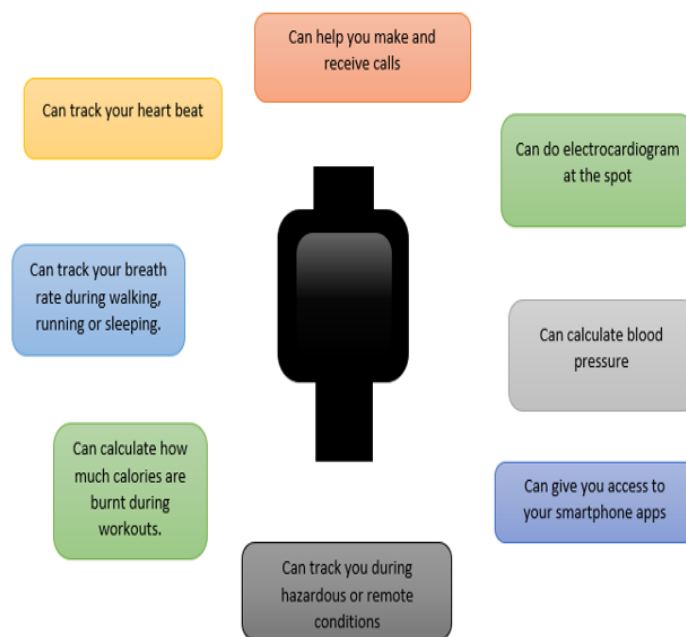 Can help you make and
receive calls
Can track your heart beat
Can do electrocardiogram
at the spot
Can track your breath
rate during walking,
running or sleeping.
Can calculate blood
pressure
Can calculate how
much calories are
burnt during
workouts.
Can give you access to
your smartphone apps
Can track you during
hazardous or remote
conditions